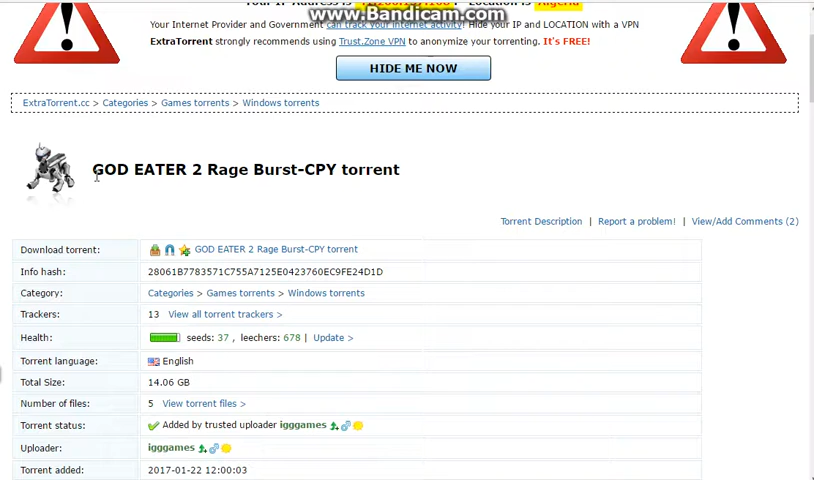 www.Bandicam.com
Your Internet Provider and Government can track your internet activity! Hide your IP and LOCATION with a VPN
ExtraTorrent strongly recommends using Trust.Zone VPN to anonymize your torrenting. It's FREE!
HIDE ME NOW
ExtraTorrent.cc > Categories > Games torrents > Windows torrents
GOD EATER 2 Rage Burst-CPY torrent
Torrent Description | Report a problem! | View/Add Comments (2)
Download torrent: GOD EATER 2 Rage Burst-CPY torrent
Info hash: 28061B7783571C755A7125E0423760EC9FE24D1D
Category: Categories > Games torrents > Windows torrents
Trackers: 13 View all torrent trackers >
Health: seeds: 37 , leechers: 678 | Update >
Torrent language: English
Total Size: 14.06 GB
Number of files: 5 View torrent files >
Torrent status: Added by trusted uploader igggames
Uploader: igggames
Torrent added: 2017-01-22 12:00:03